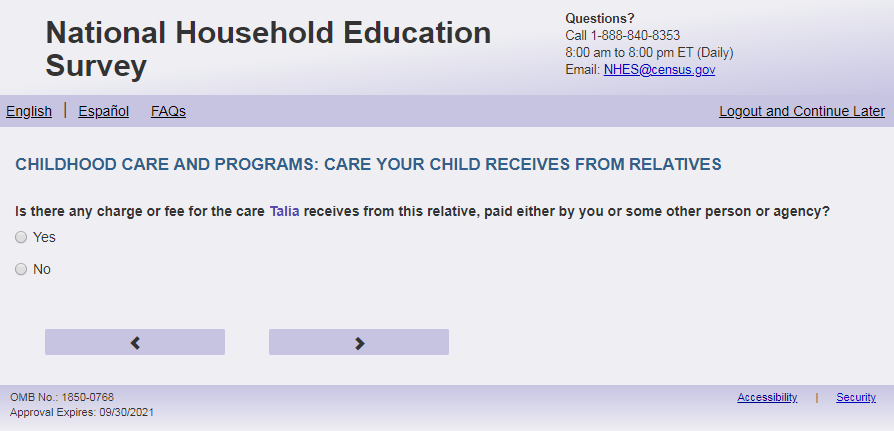 National Household Education
Survey
Questions?
Call 1-888-840-8353
8:00 am to 8:00 pm ET (Daily)
Email: NHES@census.gov
English | Español FAQs Logout and Continue Later
CHILDHOOD CARE AND PROGRAMS: CARE YOUR CHILD RECEIVES FROM RELATIVES
Is there any charge or fee for the care Talia receives from this relative, paid either by you or some other person or agency?
Yes
No
OMB No.: 1850-0768
Approval Expires: 09/30/2021
Accessibility | Security